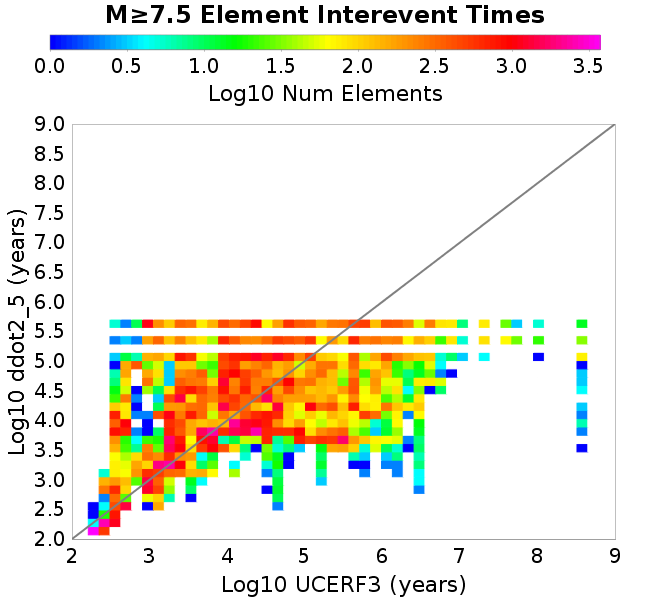 M≥7.5 Element Interevent Times
0.0 0.5 1.0 1.5 2.0 2.5 3.0 3.5
Log10 Num Elements
9.0
8.5
8.0
7.5
7.0
6.5
6.0
5.5
5.0
4.5
4.0
3.5
3.0
2.5
2.0
Log10 ddot2_5 (years)
2 3 4 5 6 7 8 9
Log10 UCERF3 (years)